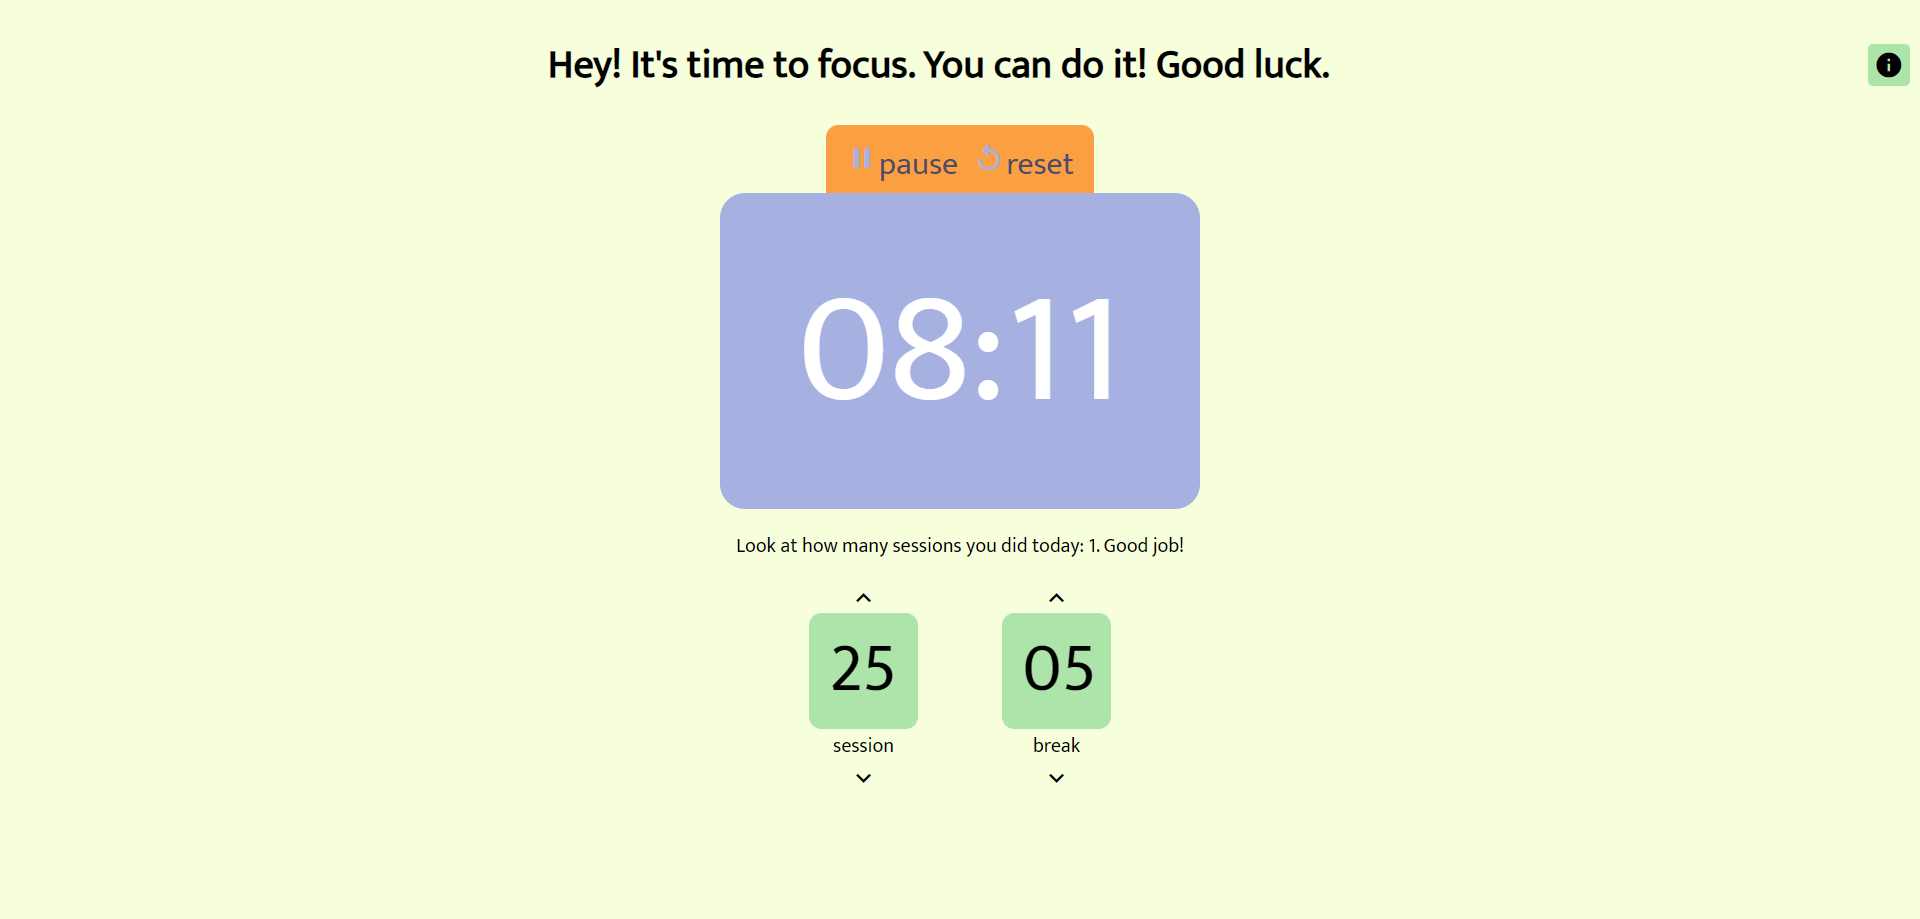 Hey! It's time to focus. You can do it! Good luck.
pause reset
08:11
Look at how many sessions you did today: 1. Good job!
25 05
session break